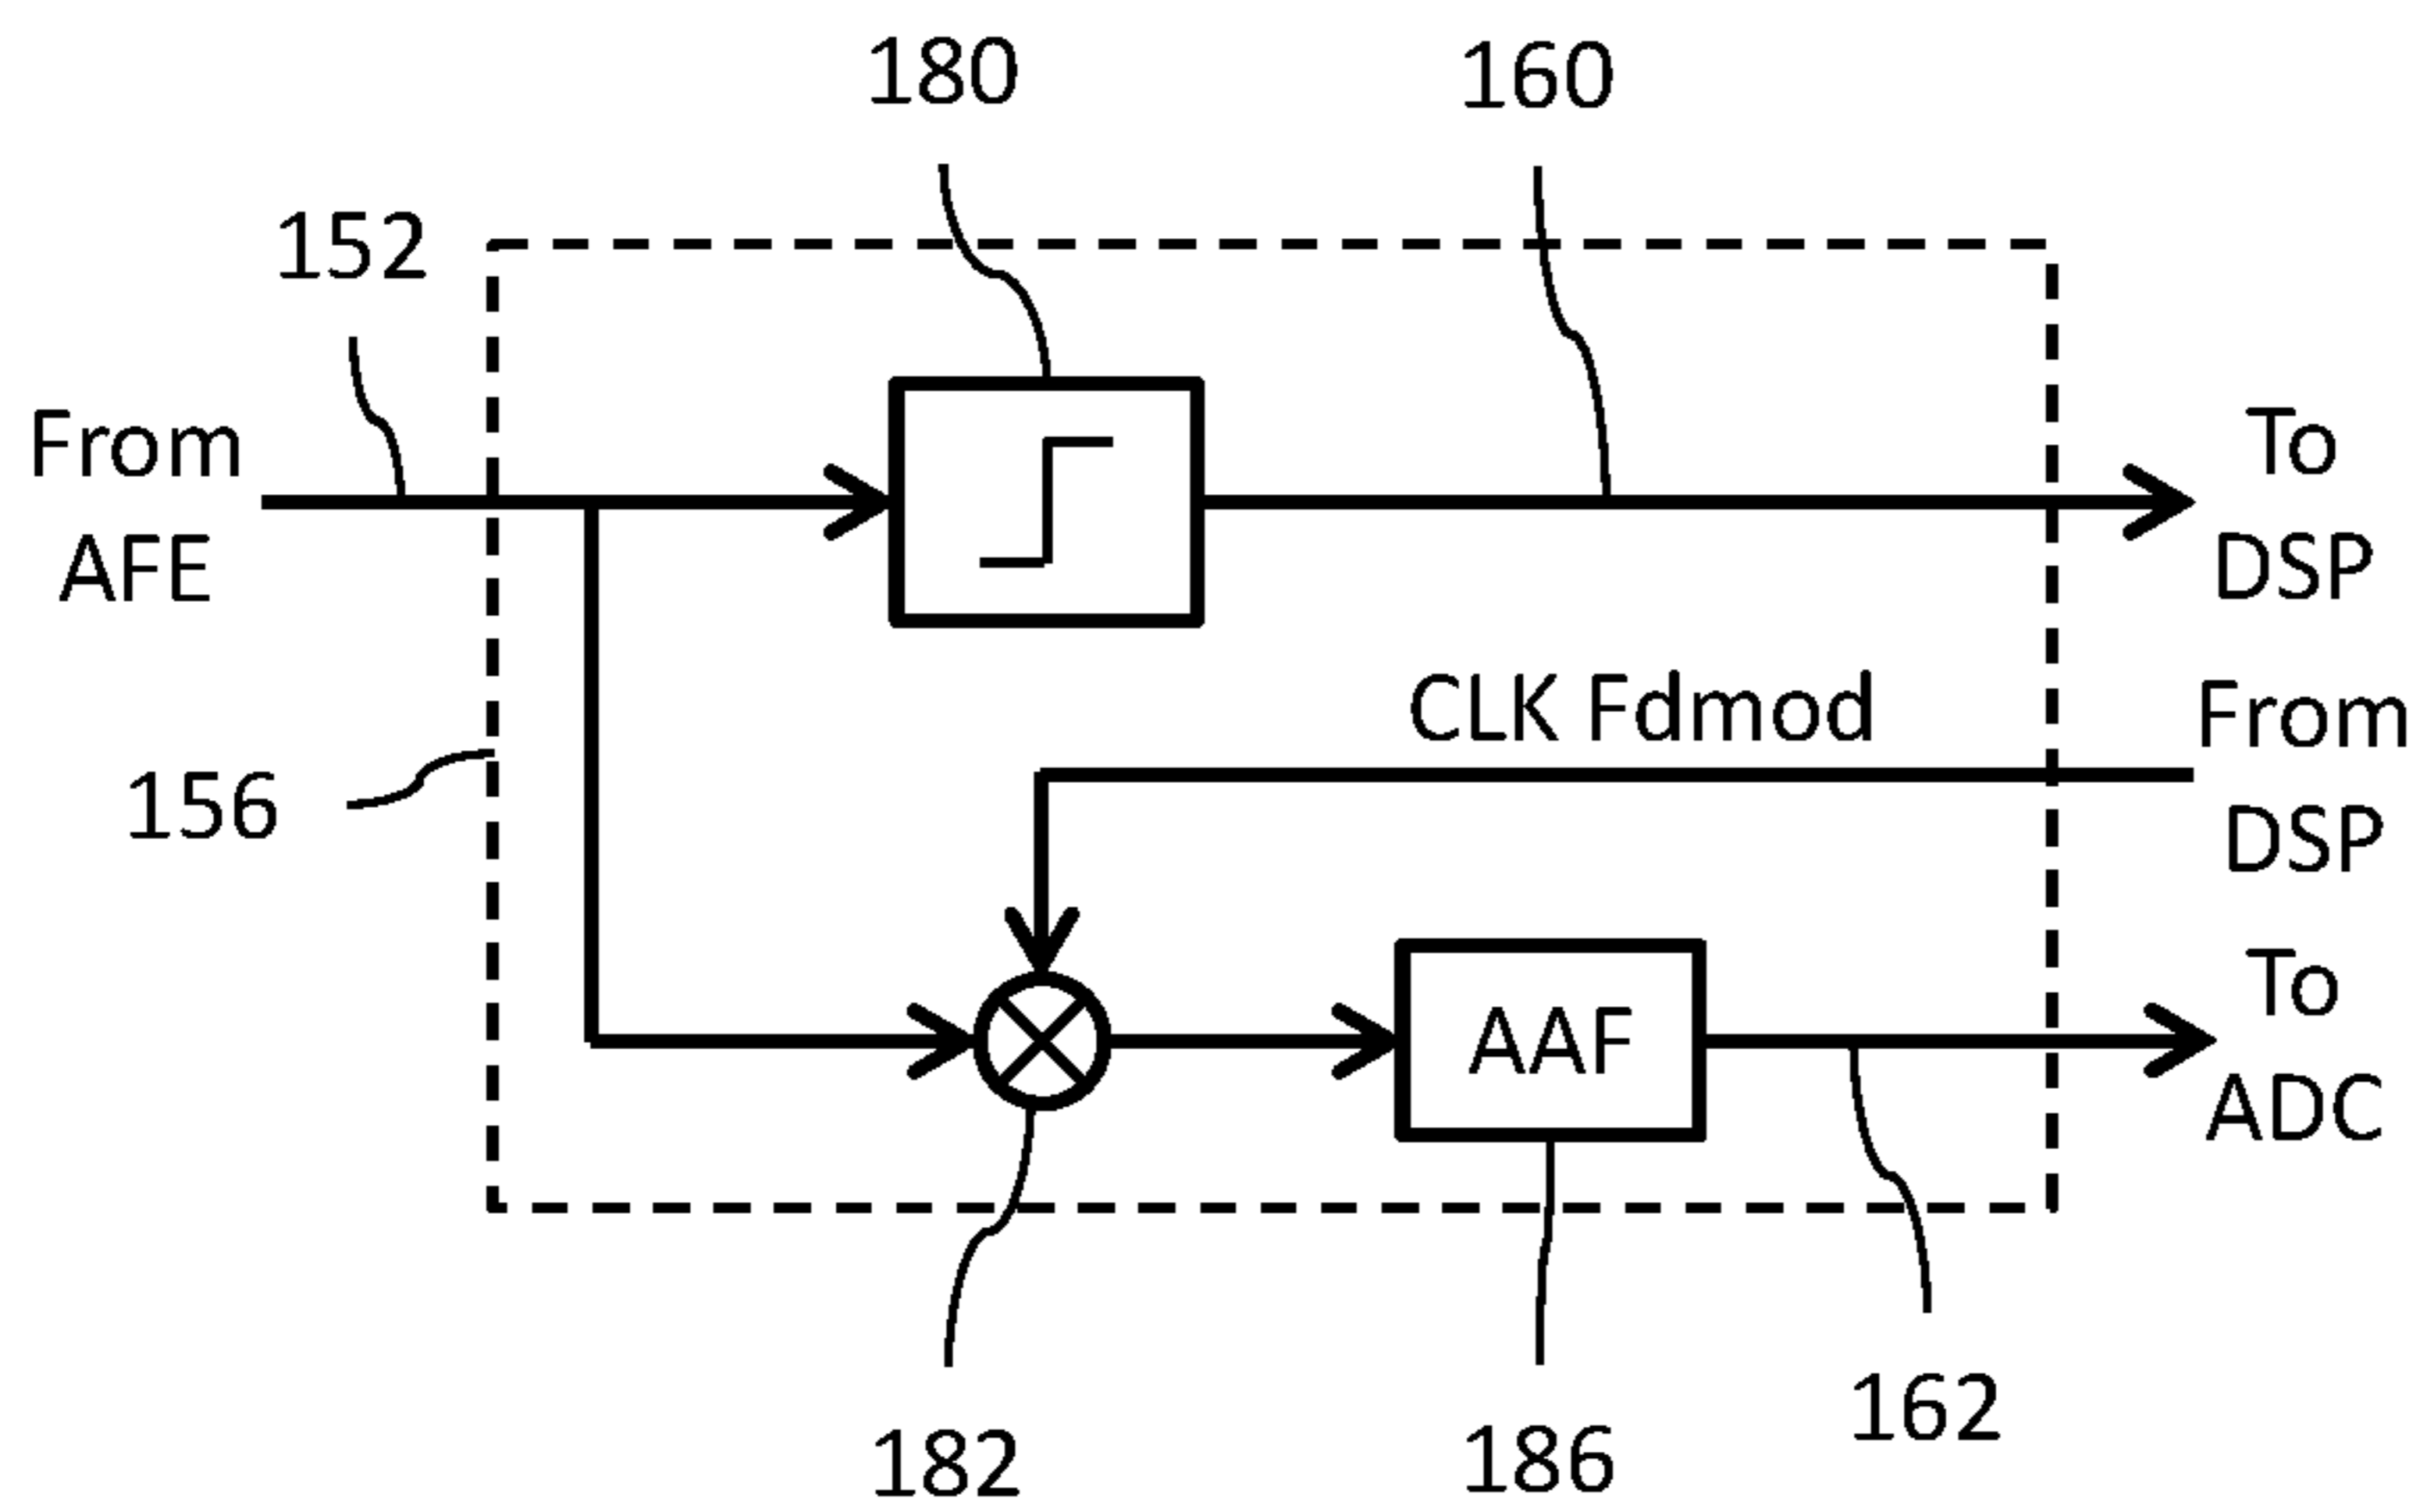 180
160
152
From
AFE
To
DSP
CLK Fdmod
From
DSP
156
AAF
To
ADC
182
186
162